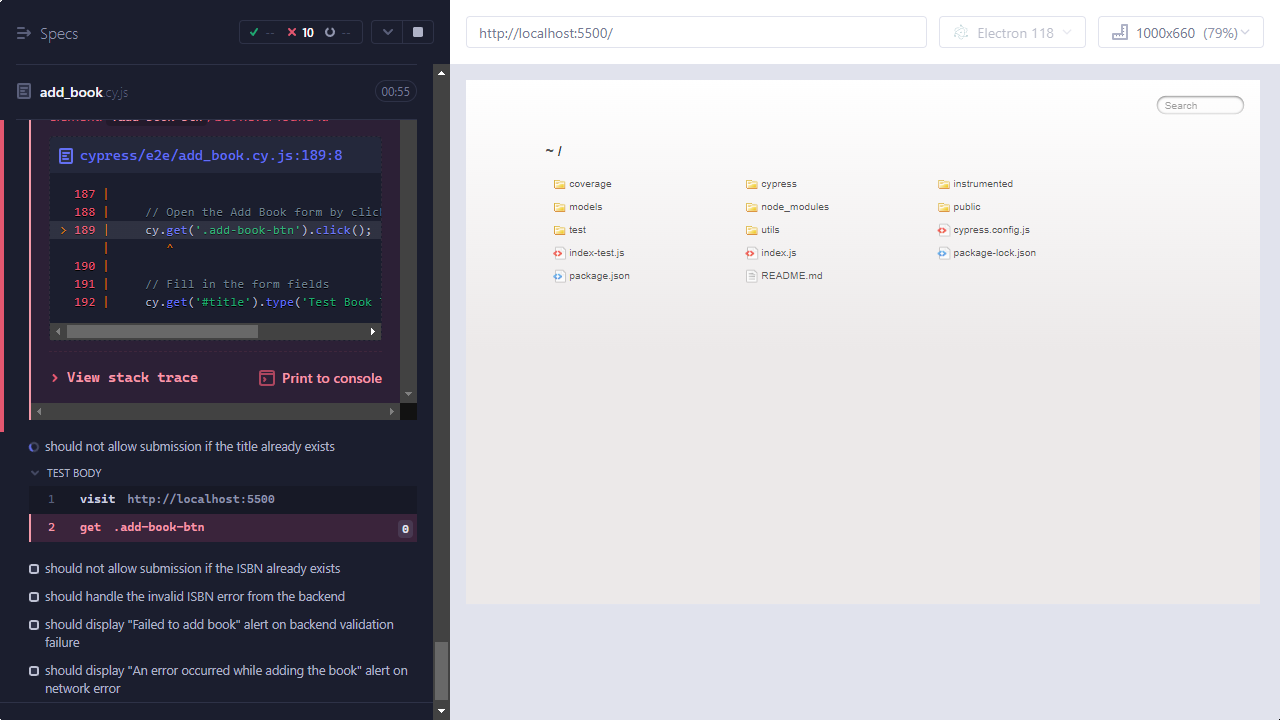 Specs
-- 10 --
add_book.cy.js
00:55
cypress/e2e/add_book.cy.js:189:8
187 |
188 | // Open the Add Book form by clic
> 189 | cy.get('.add-book-btn').click();
| ^
190 |
191 | // Fill in the form fields
192 | cy.get('#title').type('Test Book
View stack trace
Print to console
should not allow submission if the title already exists
TEST BODY
1 visit http://localhost:5500
2 get .add-book-btn 0
should not allow submission if the ISBN already exists
should handle the invalid ISBN error from the backend
should display "Failed to add book" alert on backend validation
failure
should display "An error occurred while adding the book" alert on
network error
http://localhost:5500/
Electron 118
1000x660 (79%)
Search
~ /
coverage
cypress
instrumented
models
node_modules
public
test
utils
cypress.config.js
index-test.js
index.js
package-lock.json
package.json
README.md